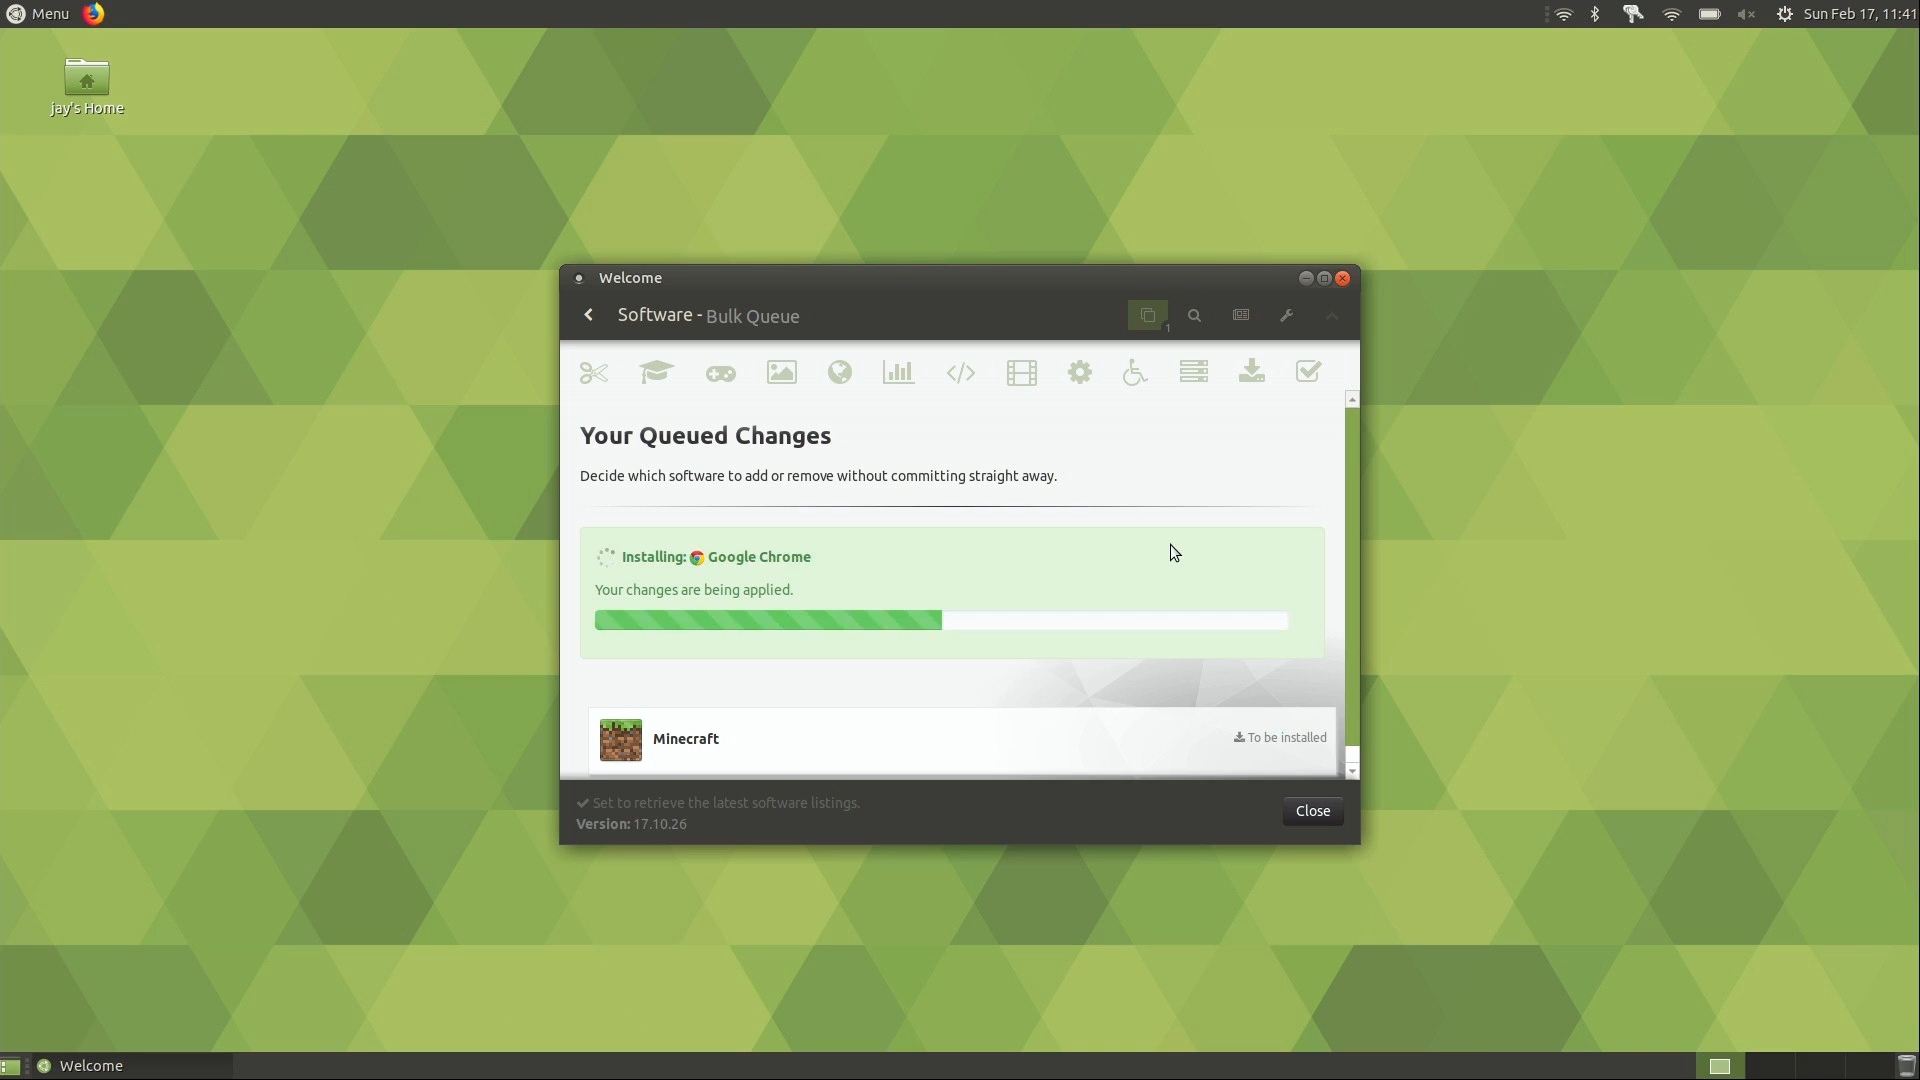 Menu
Sun Feb 17, 11:41
jay's Home
Welcome
Software - Bulk Queue
1
Your Queued Changes
Decide which software to add or remove without committing straight away.
Installing: Google Chrome
Your changes are being applied.
Minecraft
To be installed
Set to retrieve the latest software listings.
Version: 17.10.26
Close
Welcome